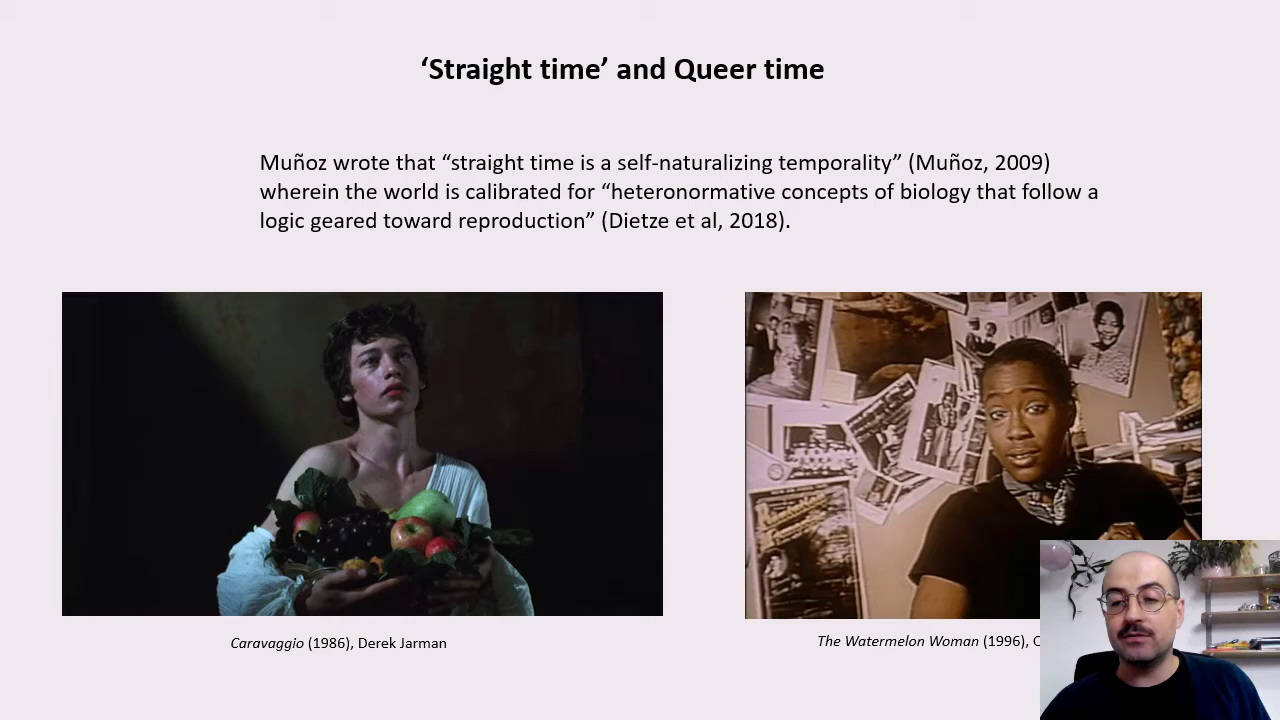 ‘Straight time’ and Queer time
Muñoz wrote that “straight time is a self-naturalizing temporality” (Muñoz, 2009)
wherein the world is calibrated for “heteronormative concepts of biology that follow a
logic geared toward reproduction” (Dietze et al, 2018).
Caravaggio (1986), Derek Jarman
The Watermelon Woman (1996),